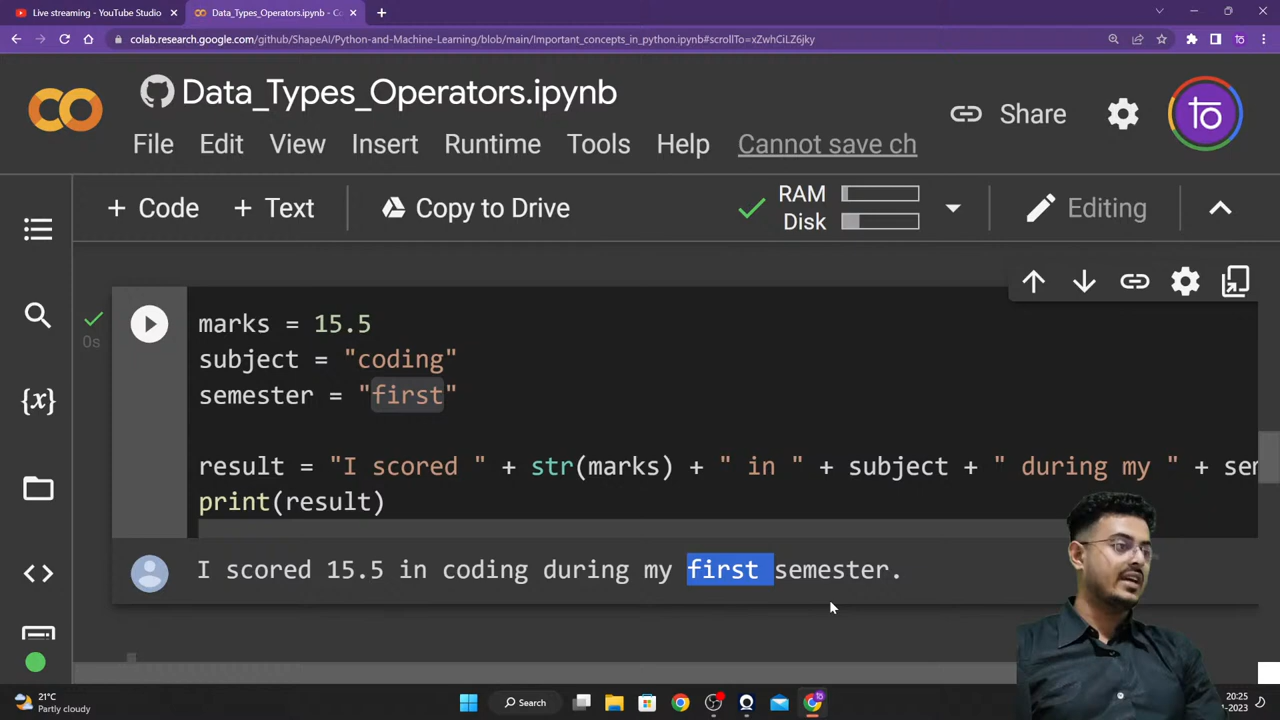 Live streaming - YouTube Studio
Data_Types_Operators.ipynb - Co
colab.research.google.com/github/ShapeAI/Python-and-Machine-Learning/blob/main/Important_concepts_in_python.ipynb#scrollTo=xZwhCiLZ6jky
Data_Types_Operators.ipynb
Share
File Edit View Insert Runtime Tools Help Cannot save ch
+ Code + Text Copy to Drive
RAM
Disk
Editing
0s
marks = 15.5
subject = "coding"
semester = "first"
result = "I scored " + str(marks) + " in " + subject + " during my " + sem
print(result)
{x}
I scored 15.5 in coding during my first semester.
21°C
Partly cloudy
Search
20:25
-2023